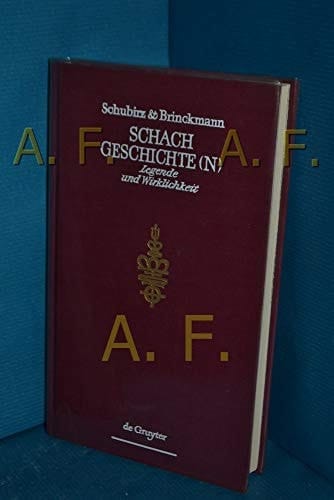 Schubirz & Brinckmann
SCHACH
GESCHICHTE(N)
Legende
und Wirklichkeit
A. F.
A. F.
A. F.
de Gruyter